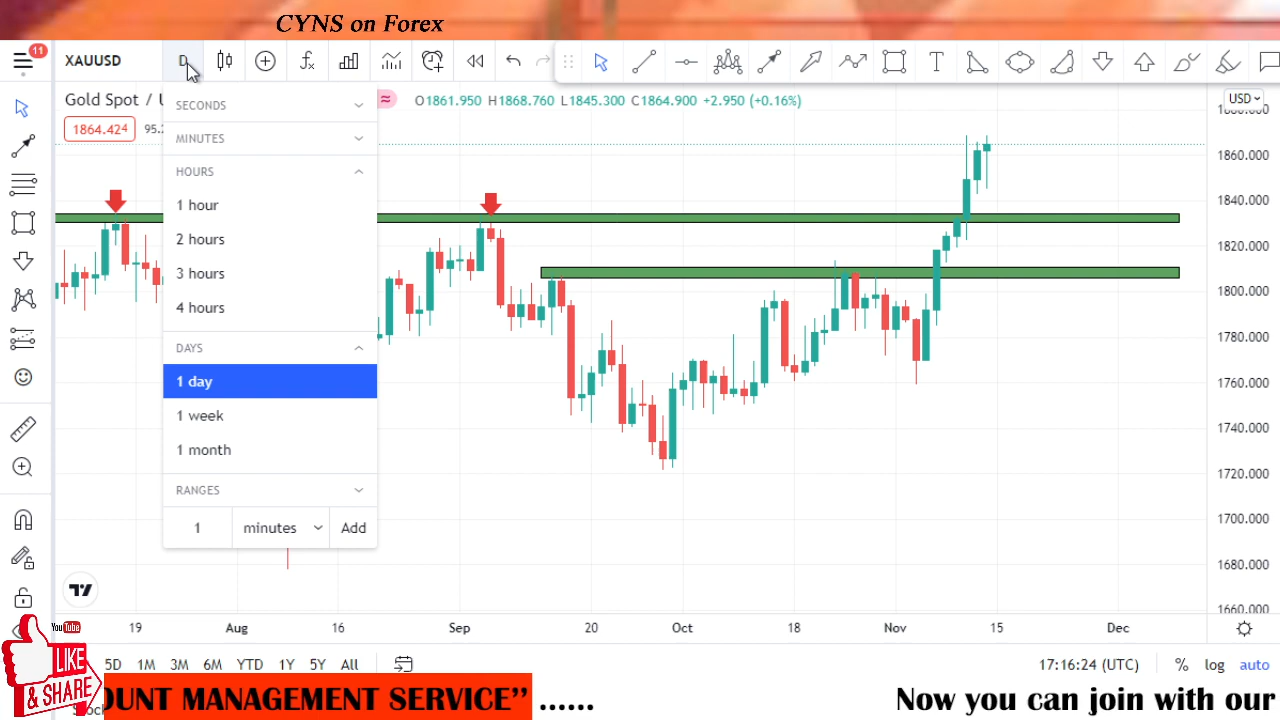 CYNS on Forex
11
XAUUSD
D
T
Gold Spot / U
≈
O1861.950 H1868.760 L1845.300 C1864.900 +2.950 (+0.16%)
USD
1864.424
95.2
SECONDS
MINUTES
HOURS
1 hour
2 hours
3 hours
4 hours
DAYS
1 day
1 week
1 month
RANGES
1 minutes Add
1880.000
1860.000
1840.000
1820.000
1800.000
1780.000
1760.000
1740.000
1720.000
1700.000
1680.000
1660.000
19 Aug 16 Sep 20 Oct 18 Nov 15 Dec
YouTube
LIKE
& SHARE
5D 1M 3M 6M YTD 1Y 5Y All
17:16:24 (UTC) % log auto
OUNT MANAGEMENT SERVICE” ...... Now you can join with our